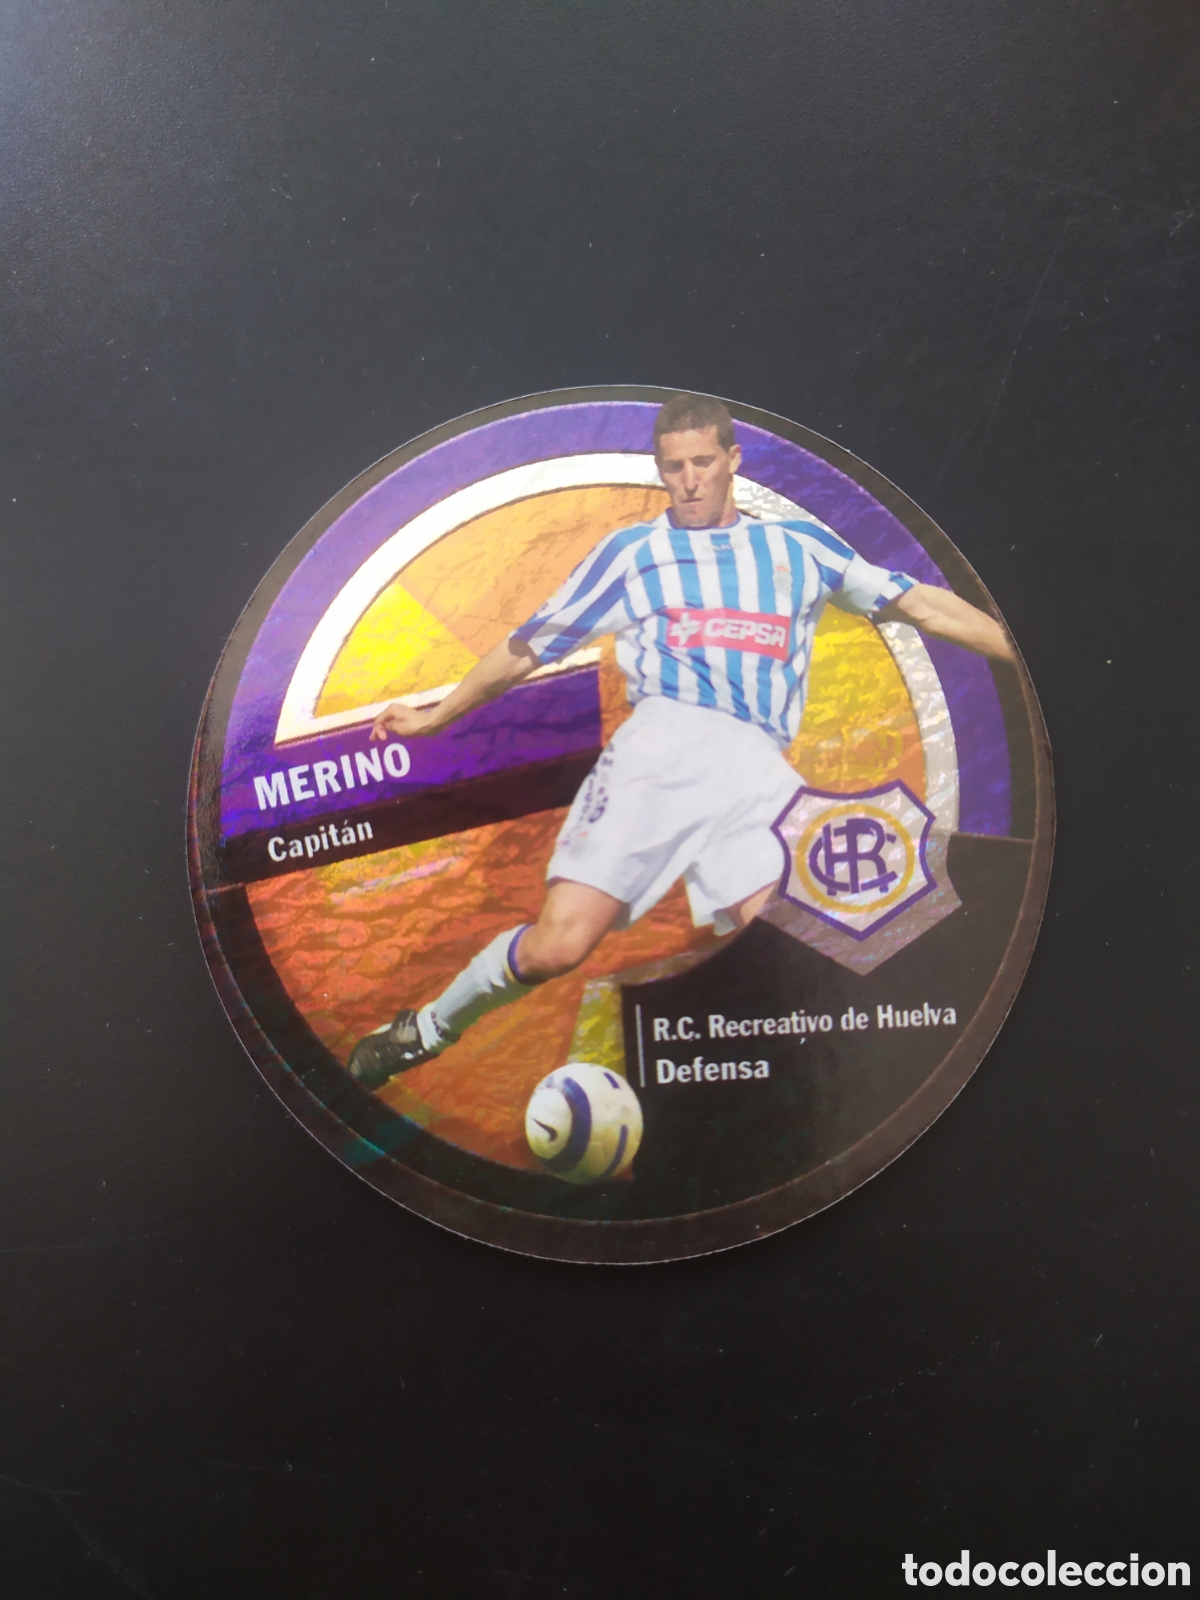 CEPSA
MERINO
Capitán
R.C. Recreativo de Huelva
Defensa
todocoleccion